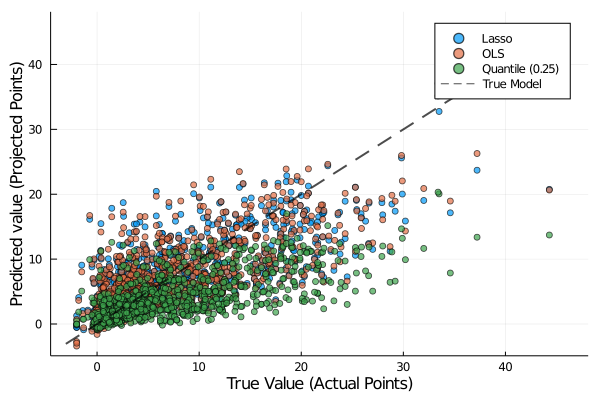 Lasso
OLS
Quantile (0.25)
True Model
Predicted value (Projected Points)
40
30
20
10
0
0 10 20 30 40
True Value (Actual Points)